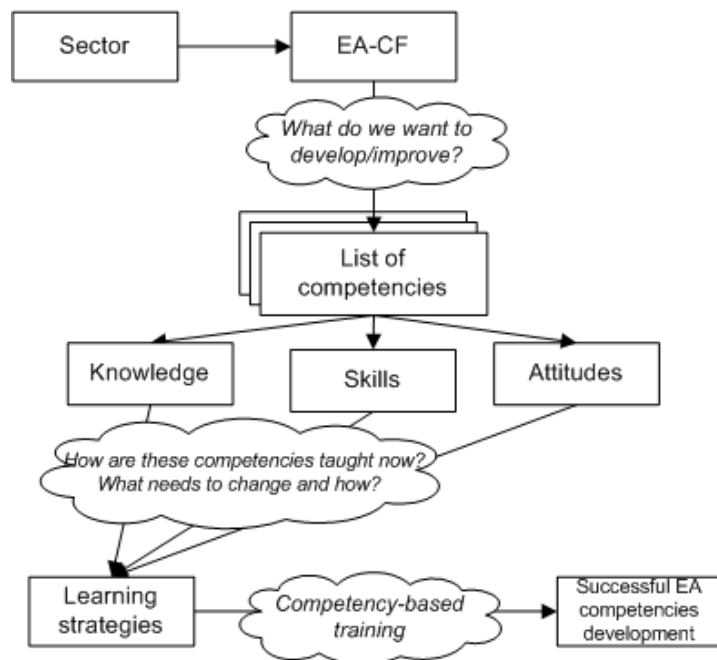 Sector
EA-CF
What do we want to
develop/improve?
List of
competencies
Knowledge
Skills
Attitudes
How are these competencies taught now?
What needs to change and how?
Learning
strategies
Competency-based
training
Successful EA
competencies
development